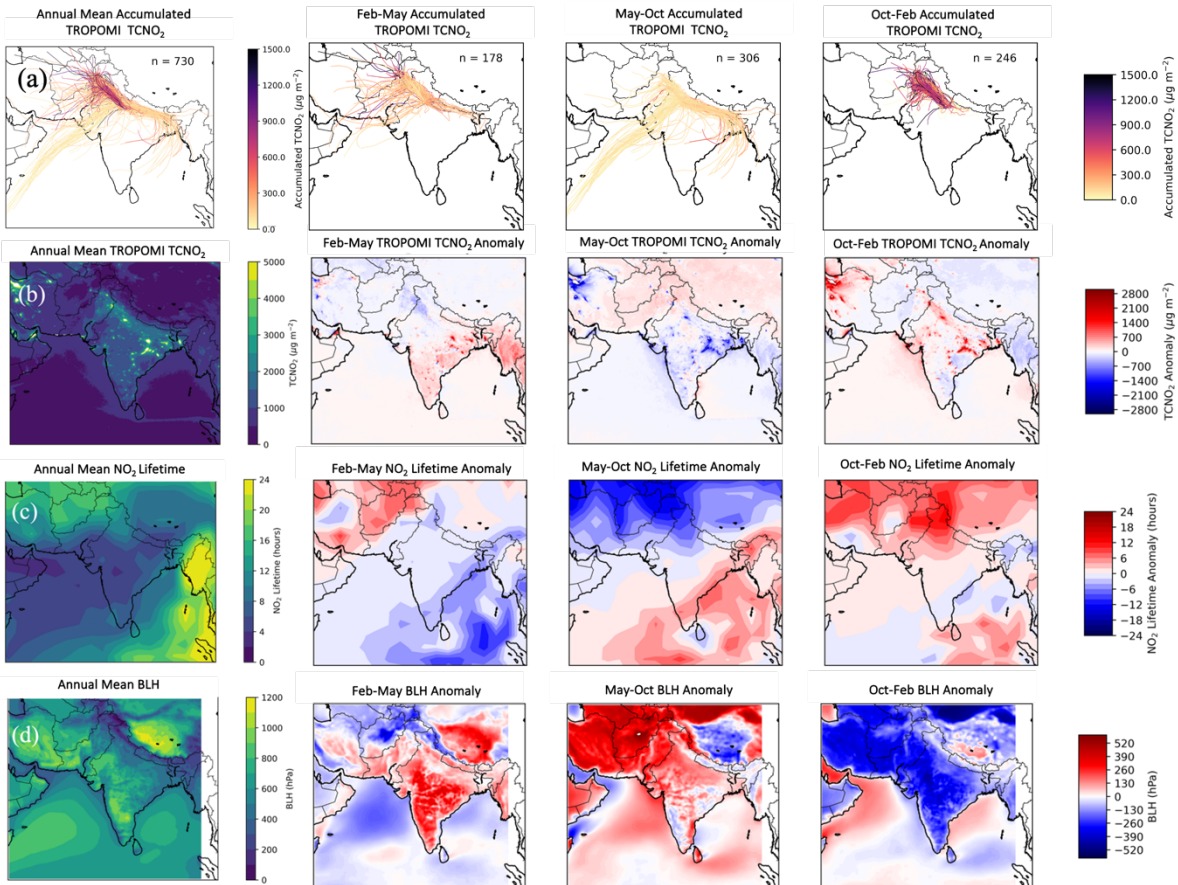 Annual Mean Accumulated
TROPOMI TCNO₂
Feb-May Accumulated
TROPOMI TCNO₂
May-Oct Accumulated
TROPOMI TCNO₂
Oct-Feb Accumulated
TROPOMI TCNO₂
(a)
n = 730
n = 178
n = 306
n = 246
1500.0
1200.0
900.0
600.0
300.0
0.0
Accumulated TCNO₂ (μg m⁻²)
1500.0
1200.0
900.0
600.0
300.0
0.0
Accumulated TCNO₂ (μg m⁻²)
Annual Mean TROPOMI TCNO₂
Feb-May TROPOMI TCNO₂ Anomaly
May-Oct TROPOMI TCNO₂ Anomaly
Oct-Feb TROPOMI TCNO₂ Anomaly
(b)
5000
4000
3000
2000
1000
0
TCNO₂ (μg m⁻²)
2800
2100
1400
700
0
−700
−1400
−2100
−2800
TCNO₂ Anomaly (μg m⁻²)
Annual Mean NO₂ Lifetime
Feb-May NO₂ Lifetime Anomaly
May-Oct NO₂ Lifetime Anomaly
Oct-Feb NO₂ Lifetime Anomaly
(c)
24
20
16
12
8
4
0
NO₂ Lifetime (hours)
24
18
12
6
0
−6
−12
−18
−24
NO₂ Lifetime Anomaly (hours)
Annual Mean BLH
Feb-May BLH Anomaly
May-Oct BLH Anomaly
Oct-Feb BLH Anomaly
(d)
1200
1000
800
600
400
200
0
BLH (hPa)
520
390
260
130
0
−130
−260
−390
−520
BLH (hPa)